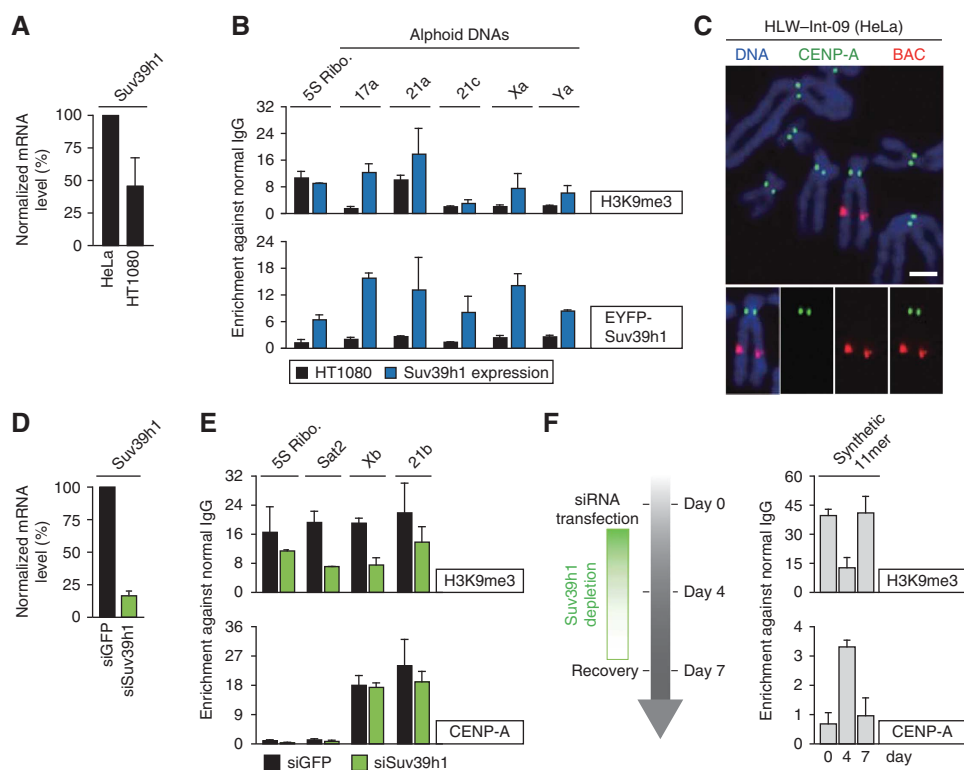 A
Suv39h1
Normalized mRNA
level (%)
100
75
50
25
0
HeLa
HT1080
B
Alphoid DNAs
5S Ribo.
17a
21a
21c
Xa
Ya
Enrichment against normal IgG
32
24
16
8
0
H3K9me3
24
18
12
6
0
EYFP-
Suv39h1
HT1080
Suv39h1 expression
C
HLW–Int-09 (HeLa)
DNA
CENP-A
BAC
D
Suv39h1
Normalized mRNA
level (%)
100
75
50
25
0
siGFP
siSuv39h1
E
5S Ribo.
Sat2
Xb
21b
Enrichment against normal IgG
32
24
16
8
0
H3K9me3
36
27
18
9
0
CENP-A
siGFP
siSuv39h1
F
siRNA
transfection
Suv39h1
depletion
Recovery
Day 0
Day 4
Day 7
Synthetic
11mer
Enrichment against normal IgG
60
45
30
15
0
H3K9me3
4
3
2
1
0
CENP-A
0 4 7 day